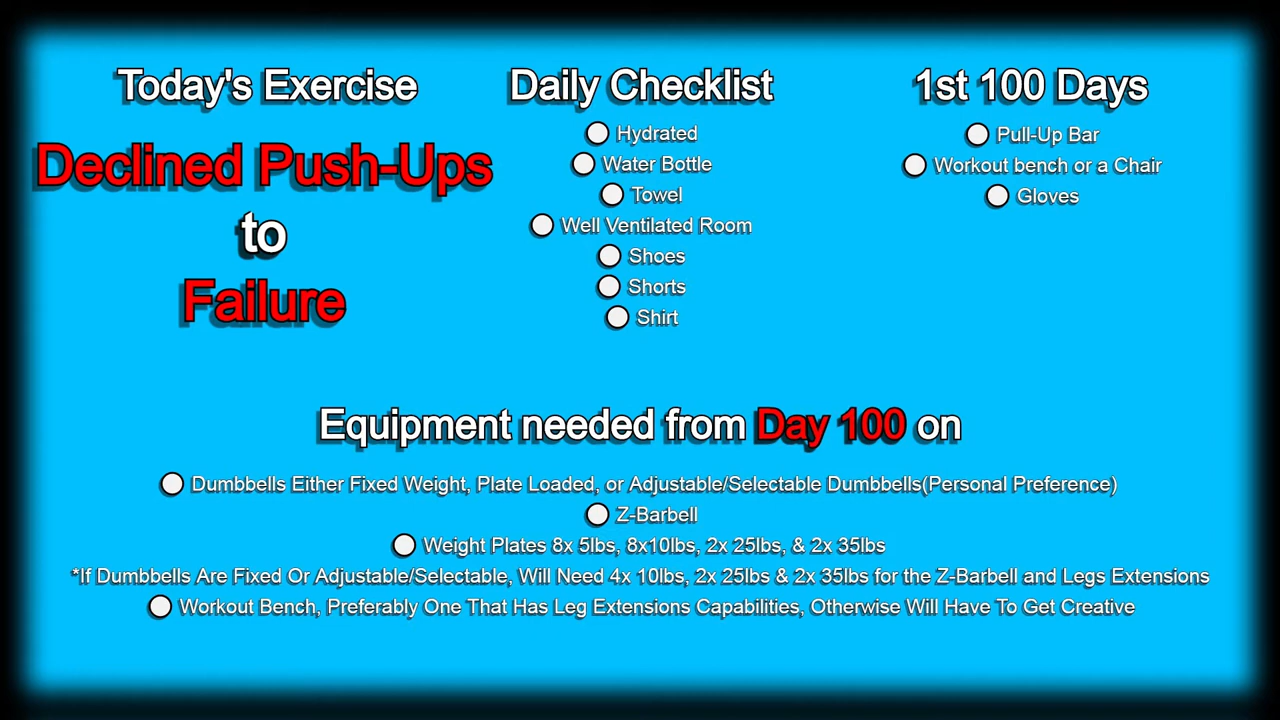 Today's Exercise
Declined Push-Ups
to
Failure
Daily Checklist
Hydrated
Water Bottle
Towel
Well Ventilated Room
Shoes
Shorts
Shirt
1st 100 Days
Pull-Up Bar
Workout bench or a Chair
Gloves
Equipment needed from Day 100 on
Dumbbells Either Fixed Weight, Plate Loaded, or Adjustable/Selectable Dumbbells(Personal Preference)
Z-Barbell
Weight Plates 8x 5lbs, 8x10lbs, 2x 25lbs, & 2x 35lbs
*If Dumbbells Are Fixed Or Adjustable/Selectable, Will Need 4x 10lbs, 2x 25lbs & 2x 35lbs for the Z-Barbell and Legs Extensions
Workout Bench, Preferably One That Has Leg Extensions Capabilities, Otherwise Will Have To Get Creative